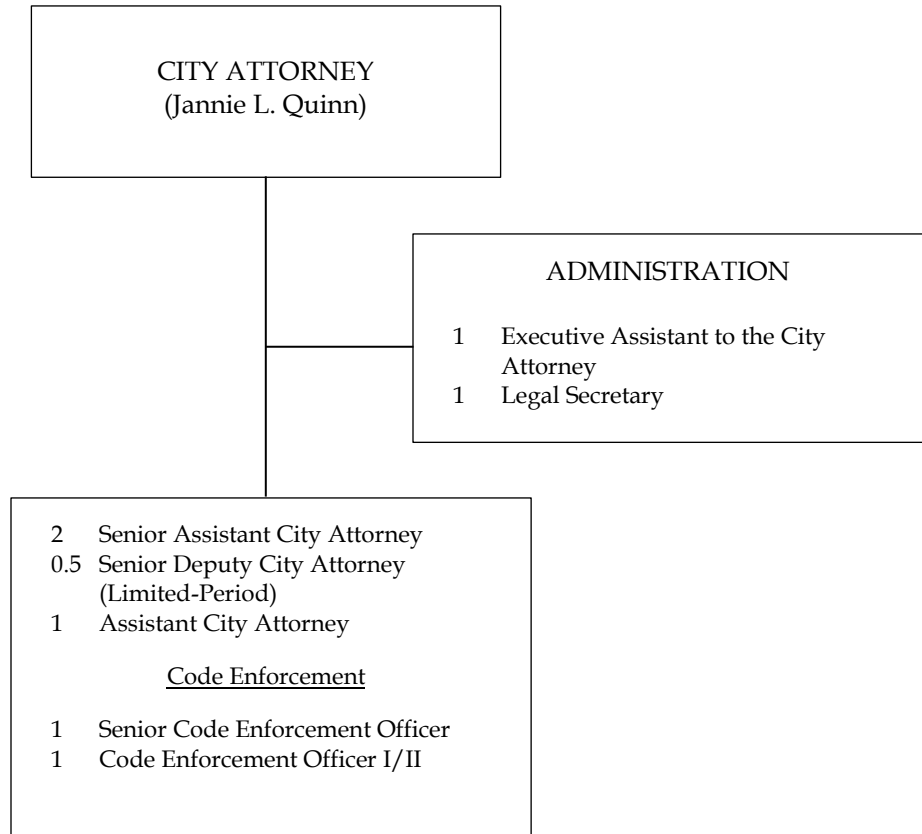 CITY ATTORNEY
(Jannie L. Quinn)
ADMINISTRATION
1 Executive Assistant to the City
Attorney
1 Legal Secretary
2 Senior Assistant City Attorney
0.5 Senior Deputy City Attorney
(Limited-Period)
1 Assistant City Attorney
Code Enforcement
1 Senior Code Enforcement Officer
1 Code Enforcement Officer I/II